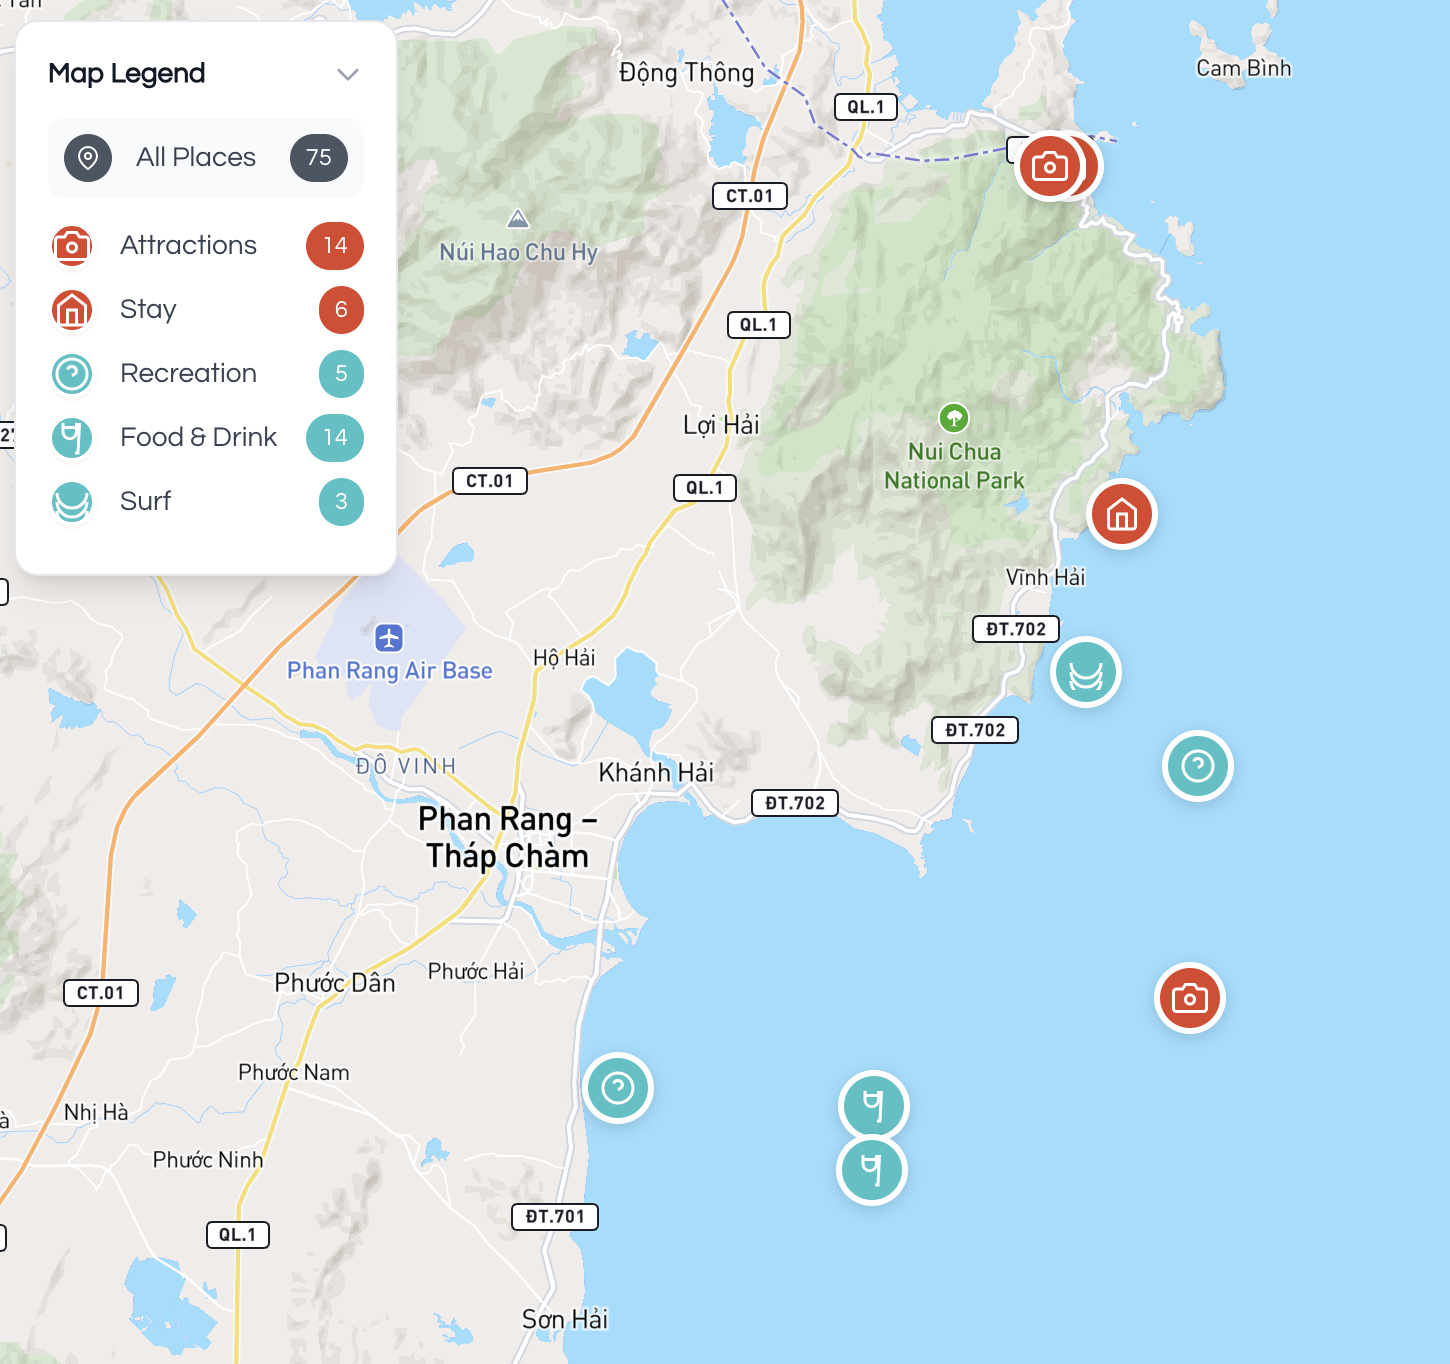 Map Legend
All Places
75
Attractions
14
Stay
6
Recreation
5
Food & Drink
14
Surf
3
Động Thông
Cam Bình
QL.1
CT.01
Núi Hao Chu Hy
QL.1
Lợi Hải
Nui Chua
National Park
CT.01
QL.1
Vĩnh Hải
ĐT.702
Hộ Hải
Phan Rang Air Base
ĐT.702
ĐÔ VINH
Khánh Hải
ĐT.702
Phan Rang –
Tháp Chàm
Phước Hải
Phước Dân
CT.01
Phước Nam
Nhị Hà
Phước Ninh
ĐT.701
QL.1
Sơn Hải